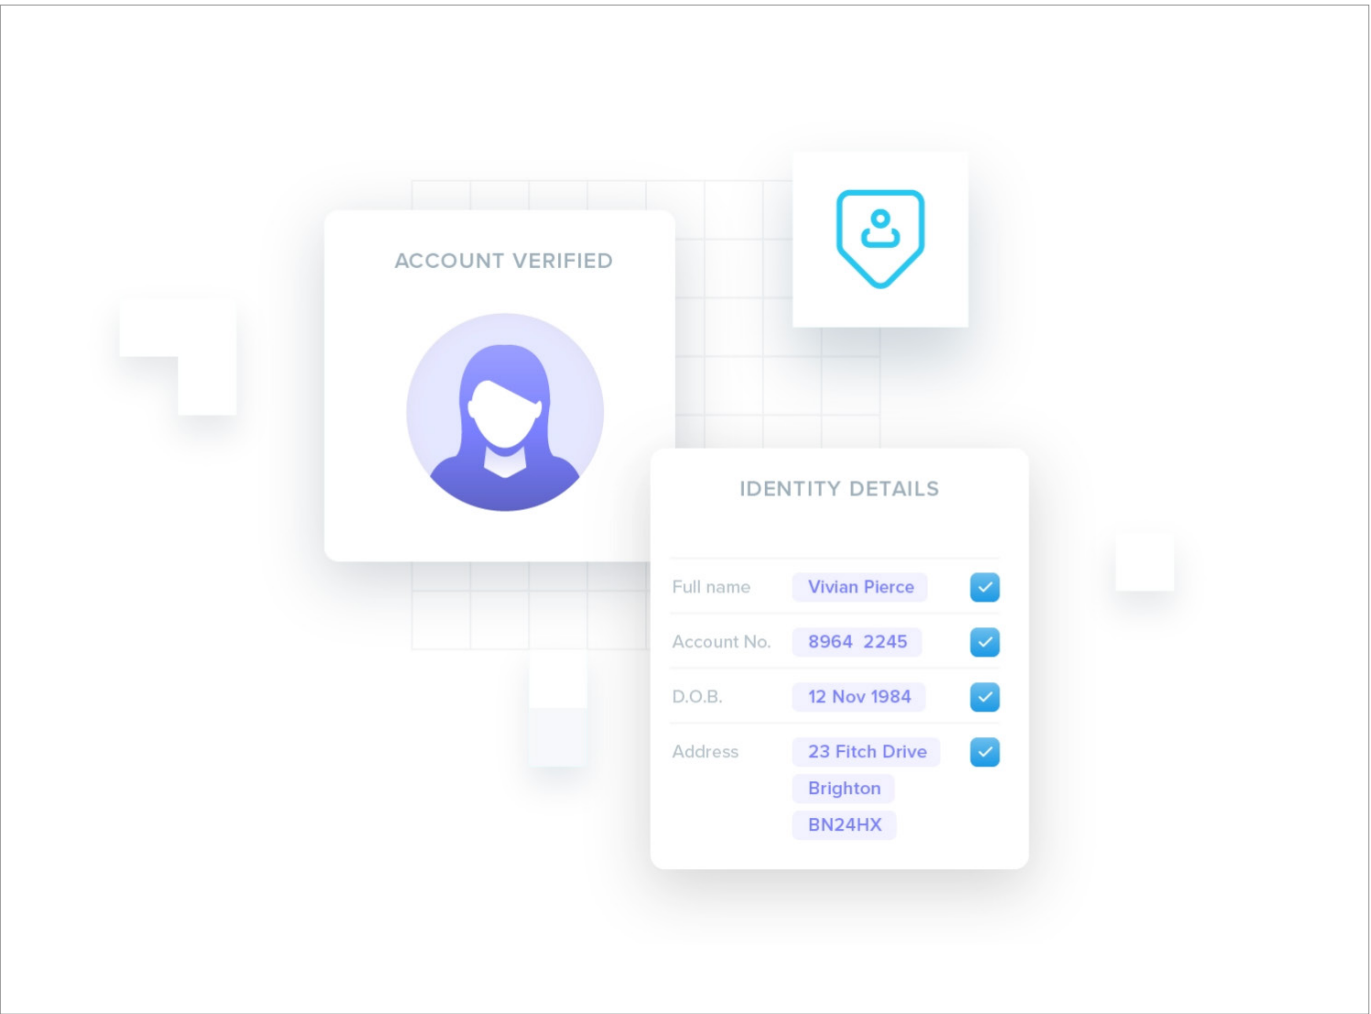 ACCOUNT VERIFIED
IDENTITY DETAILS
Full name Vivian Pierce
Account No. 8964 2245
D.O.B. 12 Nov 1984
Address 23 Fitch Drive
Brighton
BN24HX